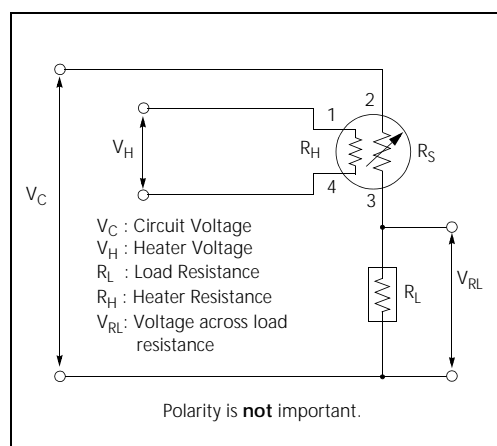 2
1
V_H
R_H
R_S
4
3
V_C
V_C : Circuit Voltage
V_H : Heater Voltage
R_L : Load Resistance
R_H : Heater Resistance
V_RL: Voltage across load
resistance
R_L
V_RL
Polarity is not important.